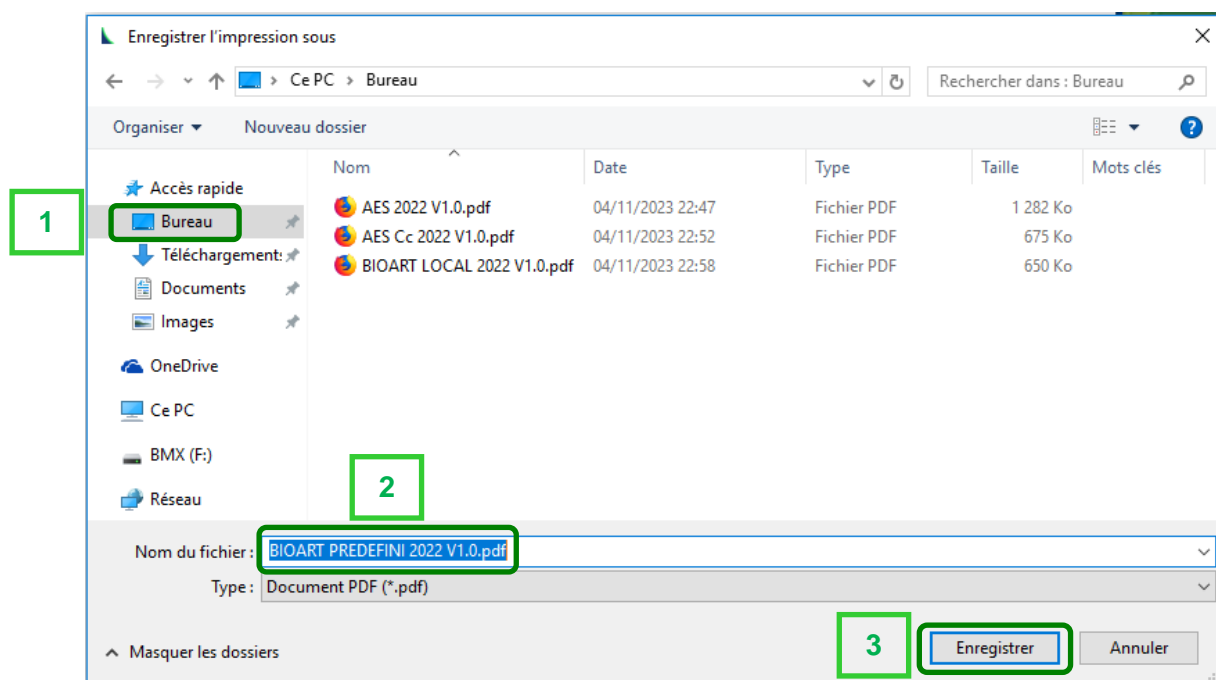 Enregistrer l'impression sous
Ce PC > Bureau
Rechercher dans : Bureau
Organiser
Nouveau dossier
?
Nom Date Type Taille Mots clés
Accès rapide
1
Bureau
Téléchargement:
Documents
Images
OneDrive
Ce PC
BMX (F:)
Réseau
AES 2022 V1.0.pdf 04/11/2023 22:47 Fichier PDF 1 282 Ko
AES Cc 2022 V1.0.pdf 04/11/2023 22:52 Fichier PDF 675 Ko
BIOART LOCAL 2022 V1.0.pdf 04/11/2023 22:58 Fichier PDF 650 Ko
2
Nom du fichier : BIOART PREDEFINI 2022 V1.0.pdf
Type : Document PDF (*.pdf)
Masquer les dossiers
3
Enregistrer
Annuler